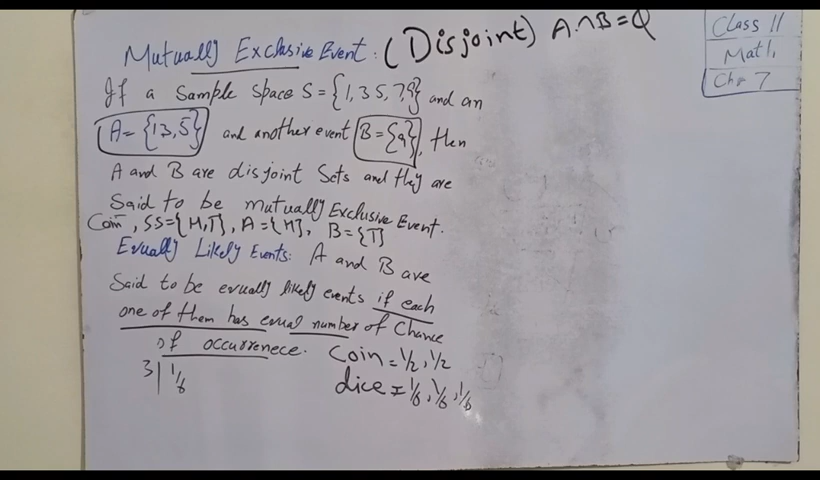 Mutually Exclusive Event: (Disjoint) A∩B=Q
Class 11
Math
Ch# 7
If a Sample Space S={1,3 5,7,9} and an
A={1 3,5} and another event B={9}, then
A and B are disjoint Sets and they are
Said to be mutually Exclusive Event.
Coin, SS={H,T}, A={H}, B={T}
Equally Likely Events: A and B are
Said to be equally likely events if each
one of them has equal number of Chance
of occurrenece. Coin = 1/2, 1/2
3| 1/6 dice = 1/6, 1/6, 1/6